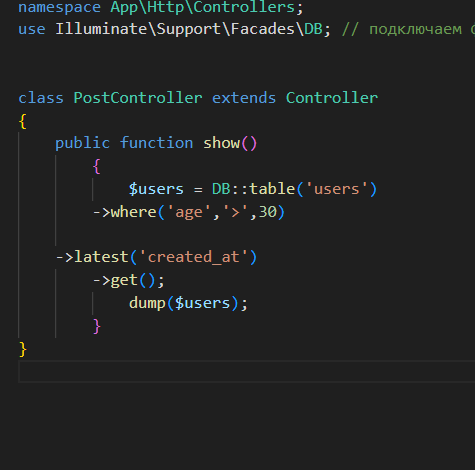 namespace App\Http\Controllers;
use Illuminate\Support\Facades\DB; // подключаем
class PostController extends Controller
{
public function show()
{
$users = DB::table('users')
->where('age','>',30)
->latest('created_at')
->get();
dump($users);
}
}